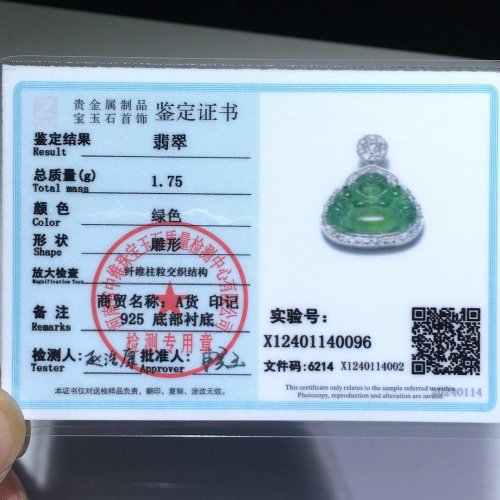 贵金属制品
宝玉石首饰 鉴定证书
鉴定结果 翡翠
Result
总质量(g) 1.75
Total mass
颜色 绿色
Color
形状 雕形
Shape
放大检查 纤维柱粒交织结构
Magnification Test
备注 商贸名称: A货 印记
Remarks 925 底部衬底
检测人: 批准人:
Tester Approver
检测专用章
本证书仅对送检样品负责, 翻印、复制、涂改无效。
实验号:
X12401140096
文件码: 6214 X1240114002
This certificate only relates to the sample referred to within
Photocopy, reproduction and alteration are invalid.
20240114